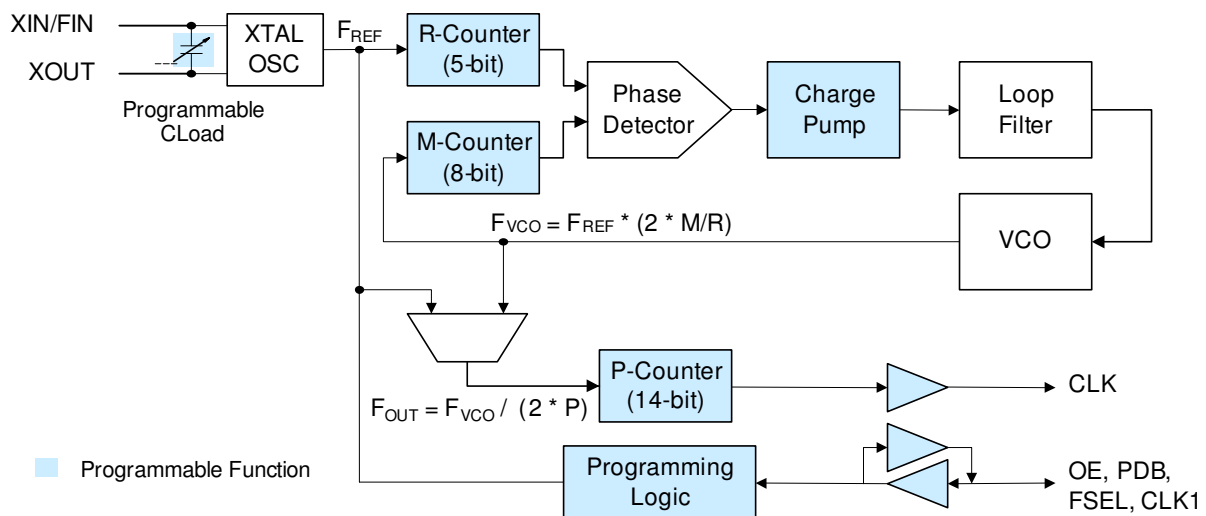 XIN/FIN
XOUT
Programmable
CLoad
XTAL
OSC
FREF
R-Counter
(5-bit)
M-Counter
(8-bit)
Phase
Detector
Charge
Pump
Loop
Filter
VCO
FVCO = FREF * (2 * M/R)
P-Counter
(14-bit)
FOUT = FVCO / (2 * P)
CLK
Programming
Logic
OE, PDB,
FSEL, CLK1
Programmable Function